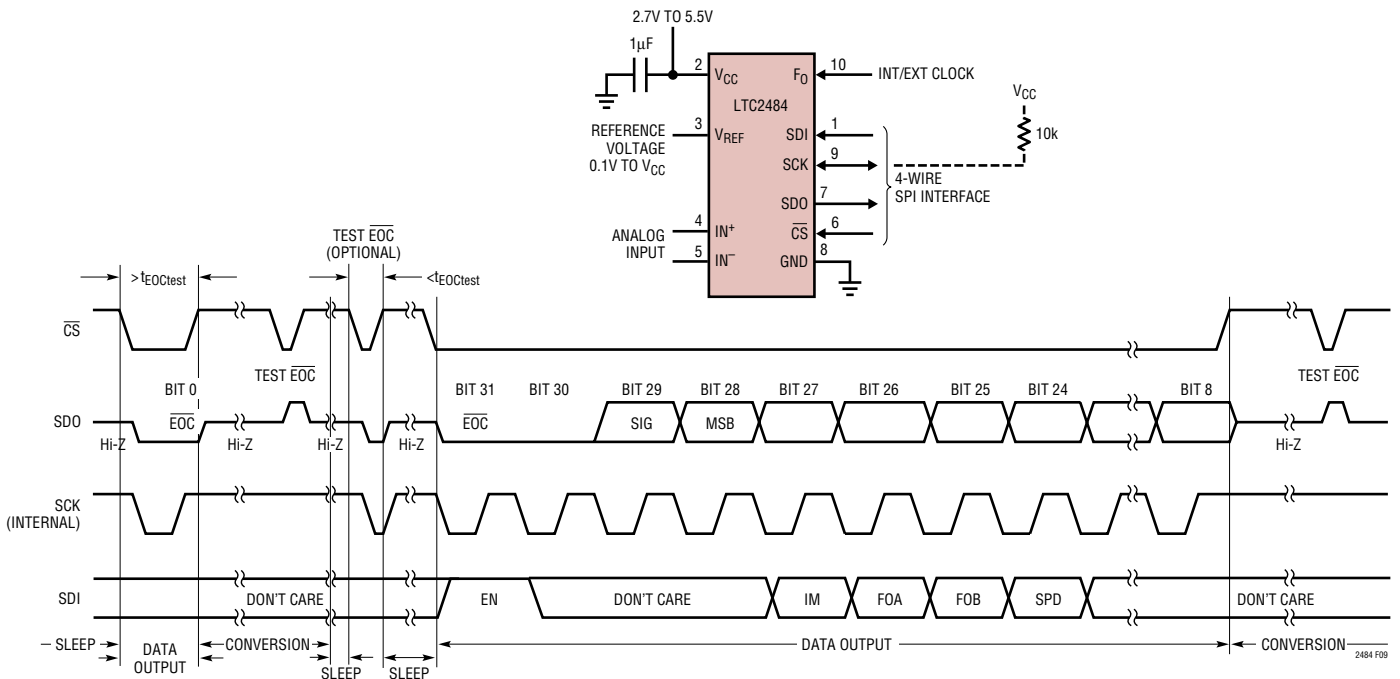 2.7V TO 5.5V
1µF
2
VCC
FO
10
INT/EXT CLOCK
LTC2484
VCC
10k
REFERENCE
VOLTAGE
0.1V TO VCC
3
VREF
SDI
1
SCK
9
SDO
7
CS
6
4-WIRE
SPI INTERFACE
ANALOG
INPUT
4
IN+
5
IN–
GND
8
TEST EOC
(OPTIONAL)
>tEOCtest
<tEOCtest
CS
TEST EOC
TEST EOC
BIT 0
BIT 31
BIT 30
BIT 29
BIT 28
BIT 27
BIT 26
BIT 25
BIT 24
BIT 8
SDO
EOC
EOC
SIG
MSB
Hi-Z
Hi-Z
Hi-Z
Hi-Z
Hi-Z
SCK
(INTERNAL)
SDI
DON'T CARE
EN
DON'T CARE
IM
FOA
FOB
SPD
DON'T CARE
SLEEP
DATA
OUTPUT
CONVERSION
SLEEP
SLEEP
DATA OUTPUT
CONVERSION
2484 F09